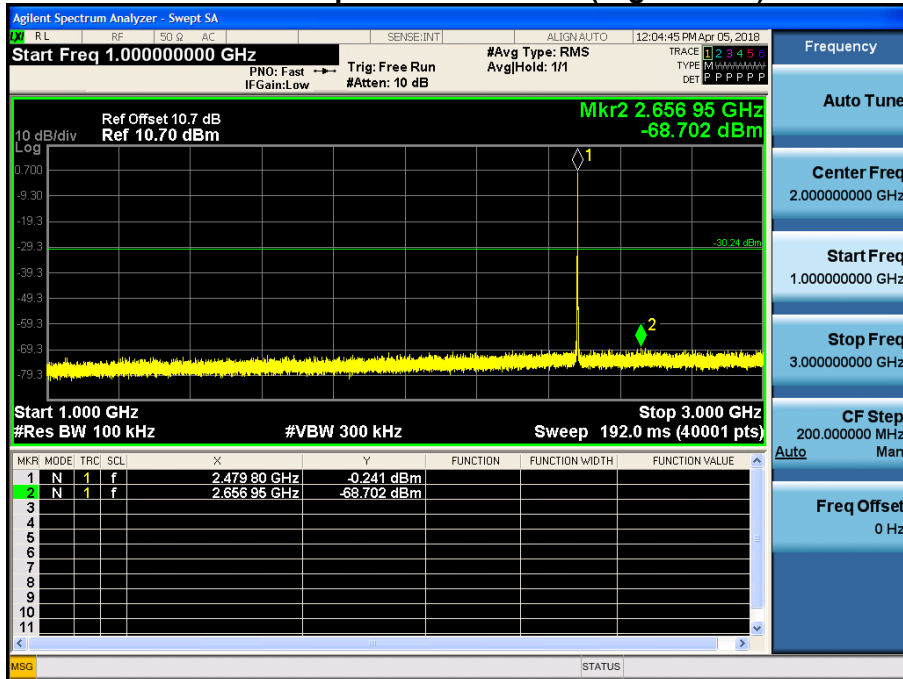 Agilent Spectrum Analyzer - Swept SA
LXI RL RF 50 Ω AC SENSE:INT ALIGN AUTO 12:04:45 PM Apr 05, 2018
Start Freq 1.000000000 GHz
PNO: Fast
IFGain:Low
Trig: Free Run
#Atten: 10 dB
#Avg Type: RMS
Avg|Hold: 1/1
TRACE 1 2 3 4 5 6
TYPE M
DET P P P P P P
Ref Offset 10.7 dB
10 dB/div Ref 10.70 dBm
Log
Mkr2 2.656 95 GHz
-68.702 dBm
0.700
-9.30
-19.3
-29.3
-39.3
-49.3
-59.3
-69.3
-79.3
1
-30.24 dBm
2
Start 1.000 GHz Stop 3.000 GHz
#Res BW 100 kHz #VBW 300 kHz Sweep 192.0 ms (40001 pts)
MKR MODE TRC SCL X Y FUNCTION FUNCTION WIDTH FUNCTION VALUE
1 N 1 f 2.479 80 GHz -0.241 dBm
2 N 1 f 2.656 95 GHz -68.702 dBm
3
4
5
6
7
8
9
10
11
MSG STATUS
Frequency
Auto Tune
Center Freq
2.000000000 GHz
Start Freq
1.000000000 GHz
Stop Freq
3.000000000 GHz
CF Step
200.000000 MHz
Auto Man
Freq Offset
0 Hz